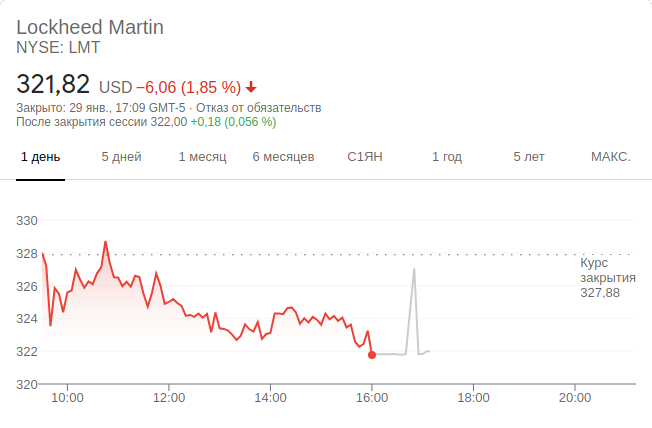 Lockheed Martin
NYSE: LMT
321,82 USD −6,06 (1,85 %)
Закрыто: 29 янв., 17:09 GMT-5 · Отказ от обязательств
После закрытия сессии 322,00 +0,18 (0,056 %)
1 день 5 дней 1 месяц 6 месяцев С1ЯН 1 год 5 лет МАКС.
330
328
326
324
322
320
Курс
закрытия
327,88
10:00 12:00 14:00 16:00 18:00 20:00